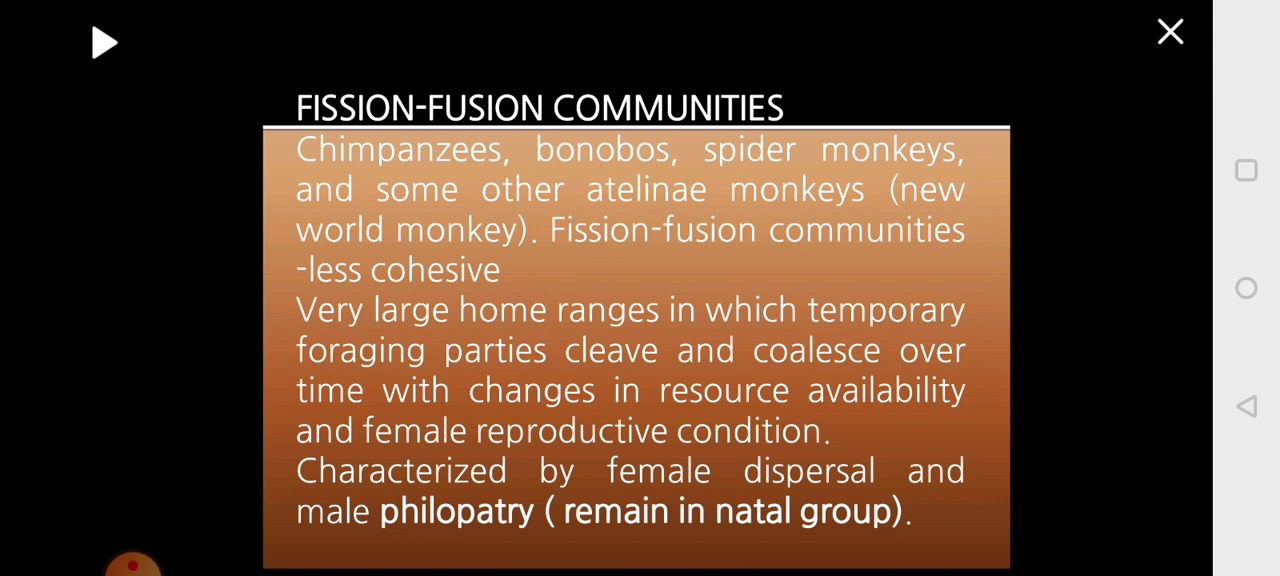 FISSION-FUSION COMMUNITIES
Chimpanzees, bonobos, spider monkeys,
and some other atelinae monkeys (new
world monkey). Fission-fusion communities
-less cohesive
Very large home ranges in which temporary
foraging parties cleave and coalesce over
time with changes in resource availability
and female reproductive condition.
Characterized by female dispersal and
male philopatry ( remain in natal group).